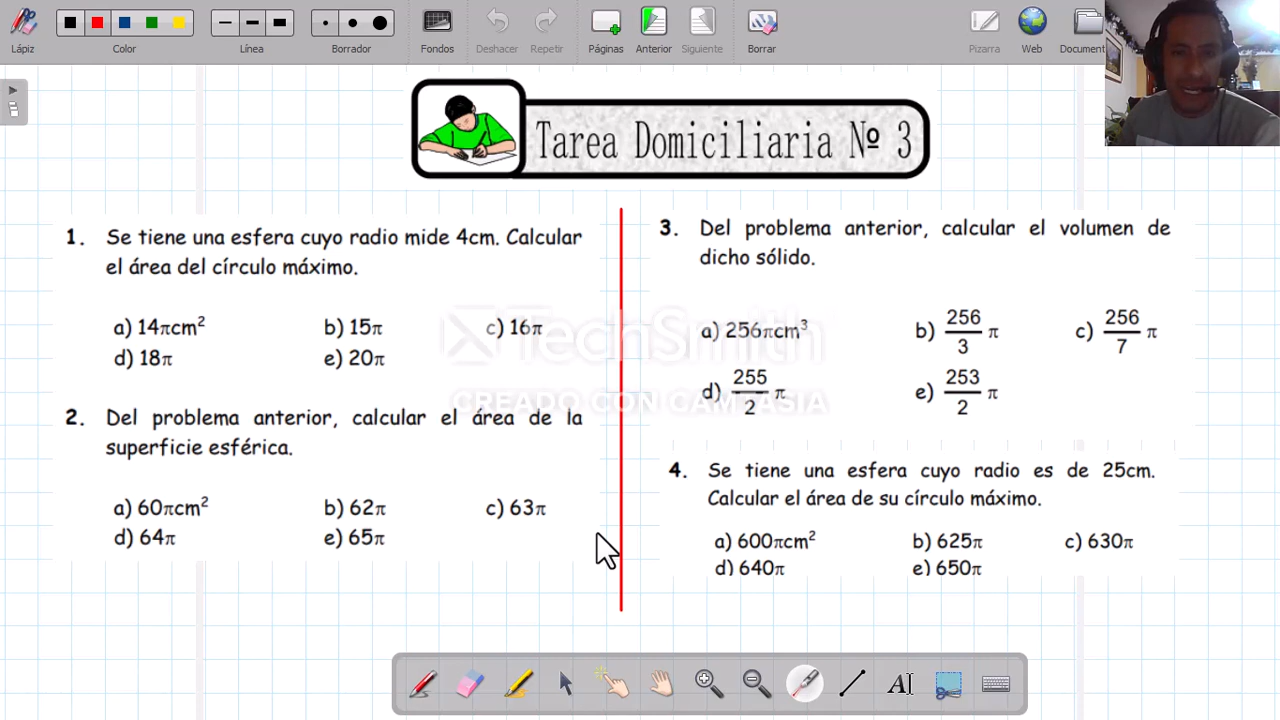 Lápiz
Color
Línea
Borrador
Fondos
Deshacer
Repetir
Páginas
Anterior
Siguiente
Borrar
Pizarra
Web
Document
Tarea Domiciliaria Nº 3
1. Se tiene una esfera cuyo radio mide 4cm. Calcular
el área del círculo máximo.
a) 14πcm² b) 15π c) 16π
d) 18π e) 20π
2. Del problema anterior, calcular el área de la
superficie esférica.
a) 60πcm² b) 62π c) 63π
d) 64π e) 65π
3. Del problema anterior, calcular el volumen de
dicho sólido.
a) 256πcm³ b) 256/3 π c) 256/7 π
d) 255/2 π e) 253/2 π
4. Se tiene una esfera cuyo radio es de 25cm.
Calcular el área de su círculo máximo.
a) 600πcm² b) 625π c) 630π
d) 640π e) 650π
TechSmith
CREADO CON CAMTASIA
AI